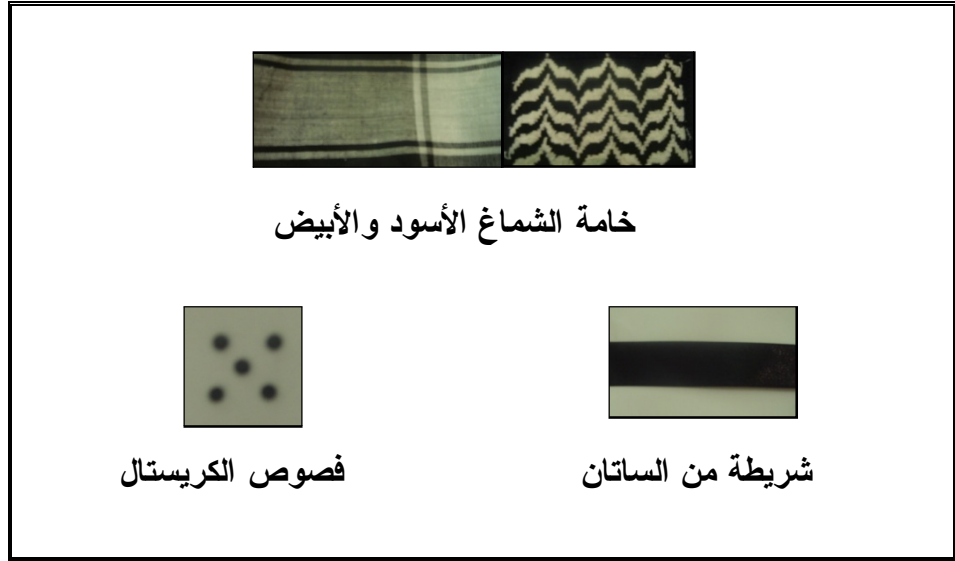 خامة الشماغ الأسود والأبيض
شريطة من الساتان
فصوص الكريستال